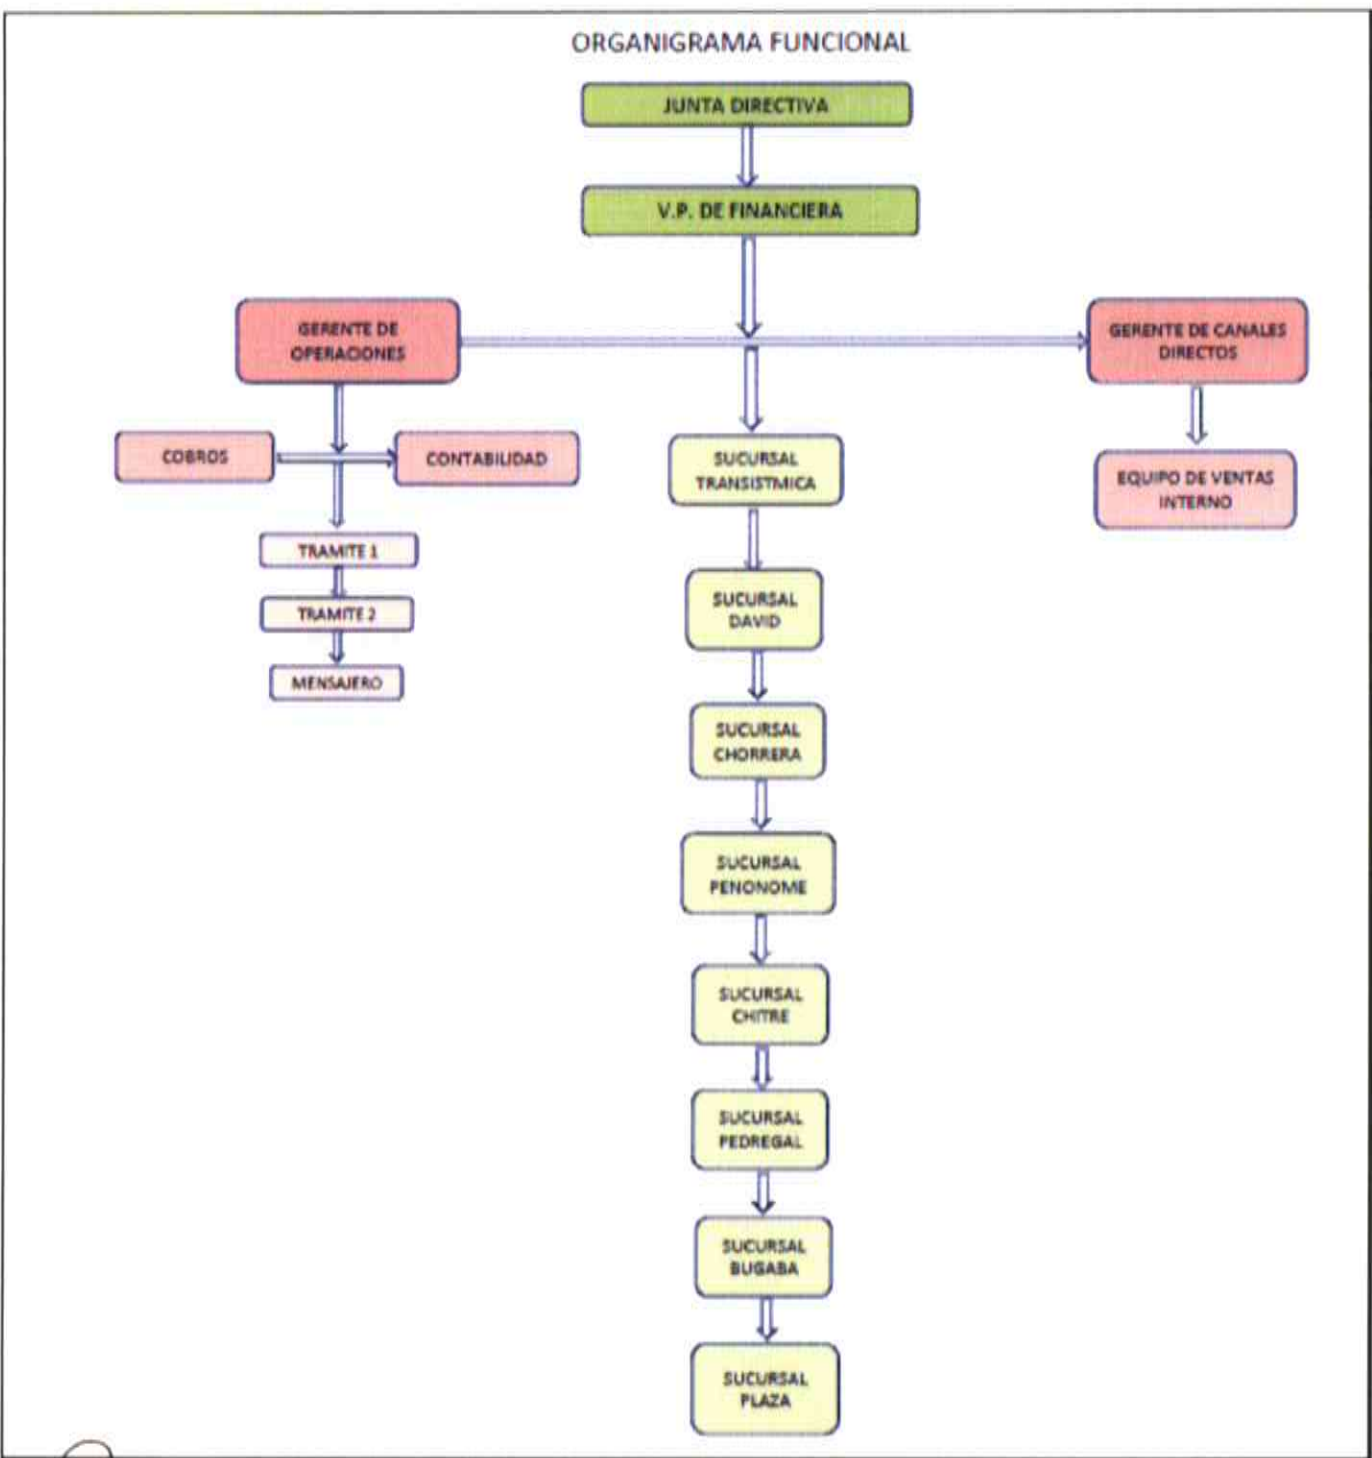 ORGANIGRAMA FUNCIONAL
JUNTA DIRECTIVA
V.P. DE FINANCIERA
GERENTE DE
OPERACIONES
GERENTE DE CANALES
DIRECTOS
COBROS
CONTABILIDAD
SUCURSAL
TRANSISTMICA
EQUIPO DE VENTAS
INTERNO
TRAMITE 1
TRAMITE 2
MENSAJERO
SUCURSAL
DAVID
SUCURSAL
CHORRERA
SUCURSAL
PENONOME
SUCURSAL
CHITRE
SUCURSAL
PEDREGAL
SUCURSAL
BUGABA
SUCURSAL
PLAZA